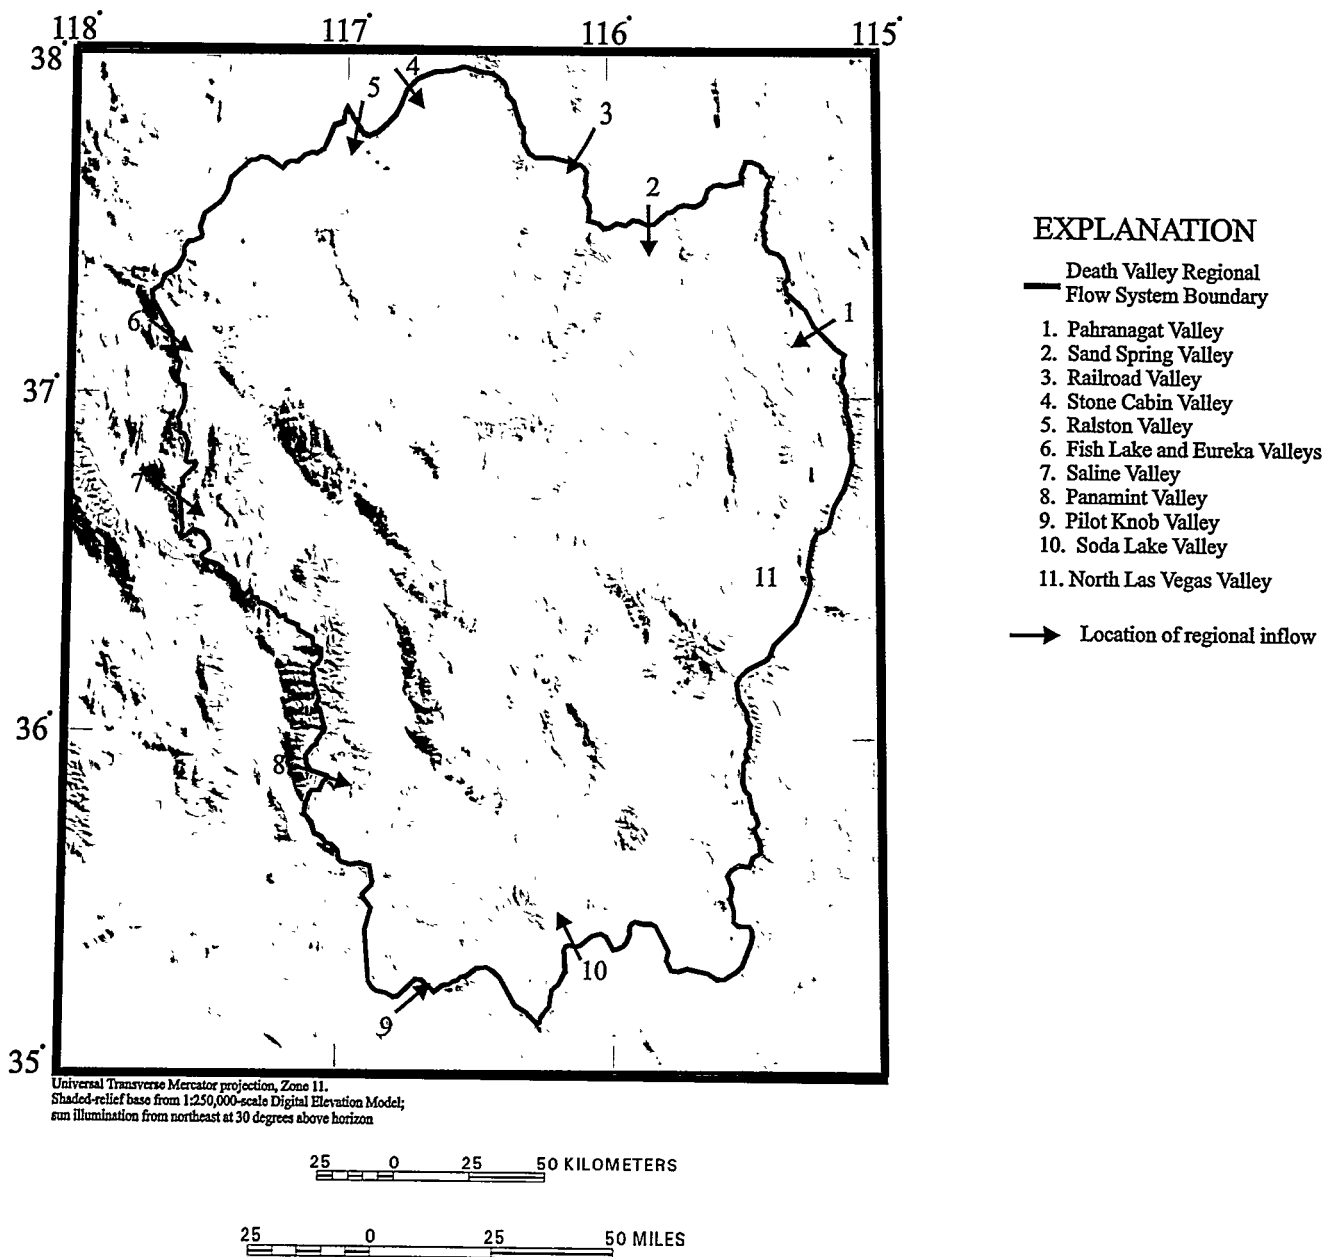 118°
117°
116°
115°
38°
4
5
3
2
EXPLANATION
Death Valley Regional
Flow System Boundary
1
6
1. Pahranagat Valley
2. Sand Spring Valley
3. Railroad Valley
37°
4. Stone Cabin Valley
5. Ralston Valley
6. Fish Lake and Eureka Valleys
7
7. Saline Valley
8. Panamint Valley
9. Pilot Knob Valley
10. Soda Lake Valley
11
11. North Las Vegas Valley
Location of regional inflow
36°
8
10
9
35°
Universal Transverse Mercator projection, Zone 11.
Shaded-relief base from 1:250,000-scale Digital Elevation Model;
sun illumination from northeast at 30 degrees above horizon
25 0 25 50 KILOMETERS
25 0 25 50 MILES